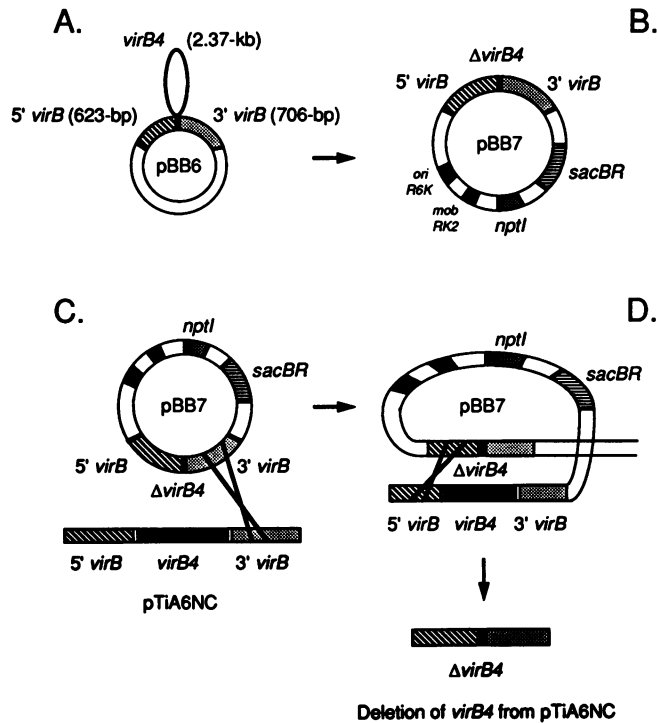 A.
virB4 (2.37-kb)
5' virB (623-bp) 3' virB (706-bp)
pBB6
B.
ΔvirB4
5' virB 3' virB
pBB7
sacBR
ori
R6K
mob
RK2
nptI
C.
nptI
sacBR
pBB7
5' virB 3' virB
ΔvirB4
5' virB virB4 3' virB
pTiA6NC
D.
nptI
sacBR
pBB7
ΔvirB4
5' virB virB4 3' virB
ΔvirB4
Deletion of virB4 from pTiA6NC